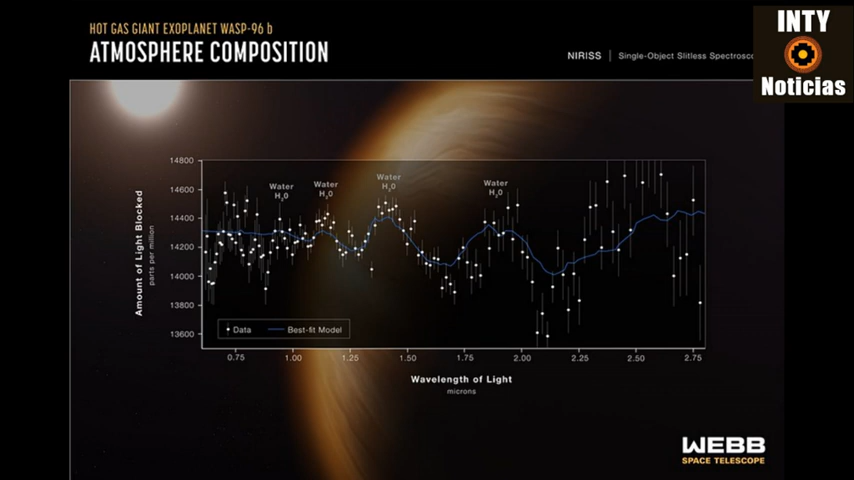 HOT GAS GIANT EXOPLANET WASP-96 b
ATMOSPHERE COMPOSITION
NIRISS | Single-Object Slitless
INTY
Noticias
14800
14600
14400
14200
14000
13800
13600
Amount of Light Blocked
parts per million
Water
H₂O
Water
H₂O
Water
H₂O
Water
H₂O
Data
Best-fit Model
0.75
1.00
1.25
1.50
1.75
2.00
2.25
2.50
2.75
Wavelength of Light
microns
WEBB
SPACE TELESCOPE